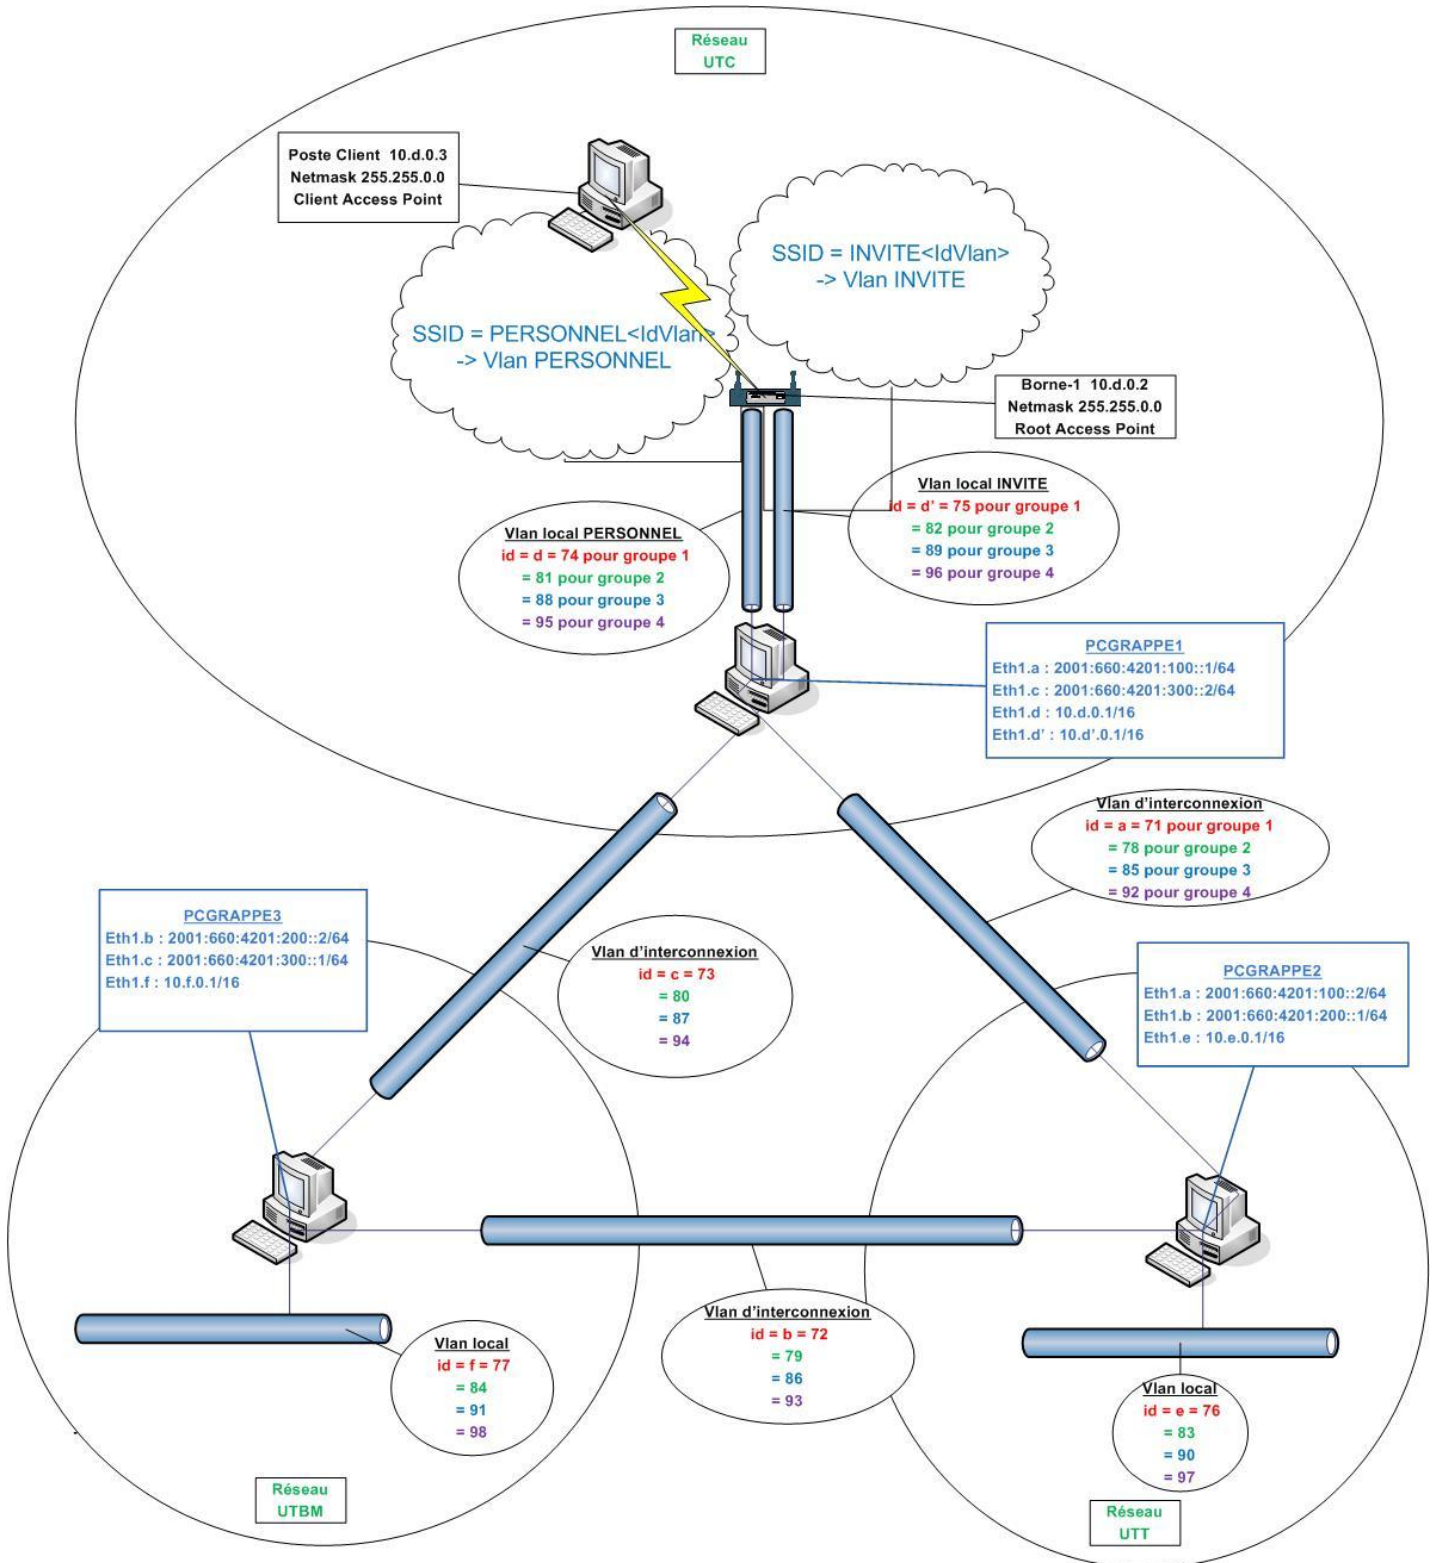 Réseau
UTC
Poste Client 10.d.0.3
Netmask 255.255.0.0
Client Access Point
SSID = INVITE<IdVlan>
-> Vlan INVITE
SSID = PERSONNEL<IdVlan>
-> Vlan PERSONNEL
Borne-1 10.d.0.2
Netmask 255.255.0.0
Root Access Point
Vlan local INVITE
id = d' = 75 pour groupe 1
= 82 pour groupe 2
= 89 pour groupe 3
= 96 pour groupe 4
Vlan local PERSONNEL
id = d = 74 pour groupe 1
= 81 pour groupe 2
= 88 pour groupe 3
= 95 pour groupe 4
PCGRAPPE1
Eth1.a : 2001:660:4201:100::1/64
Eth1.c : 2001:660:4201:300::2/64
Eth1.d : 10.d.0.1/16
Eth1.d' : 10.d'.0.1/16
Vlan d'interconnexion
id = a = 71 pour groupe 1
= 78 pour groupe 2
= 85 pour groupe 3
= 92 pour groupe 4
PCGRAPPE3
Eth1.b : 2001:660:4201:200::2/64
Eth1.c : 2001:660:4201:300::1/64
Eth1.f : 10.f.0.1/16
Vlan d'interconnexion
id = c = 73
= 80
= 87
= 94
PCGRAPPE2
Eth1.a : 2001:660:4201:100::2/64
Eth1.b : 2001:660:4201:200::1/64
Eth1.e : 10.e.0.1/16
Vlan d'interconnexion
id = b = 72
= 79
= 86
= 93
Vlan local
id = f = 77
= 84
= 91
= 98
Vlan local
id = e = 76
= 83
= 90
= 97
Réseau
UTBM
Réseau
UTT